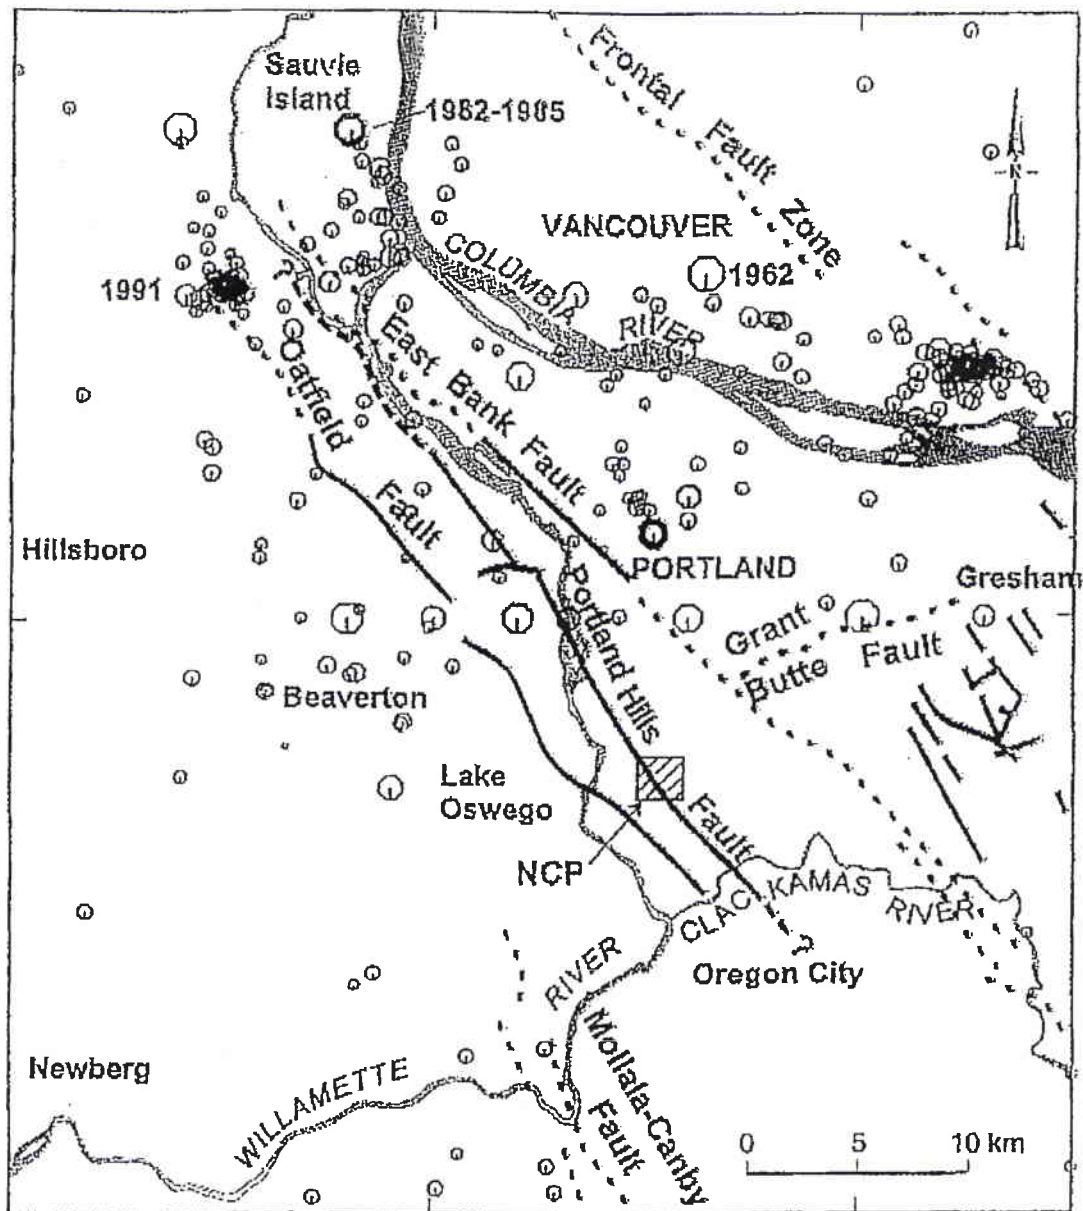 Sauvie
Island
1982-1985
Frontal Fault Zone
N
VANCOUVER
COLUMBIA
RIVER
1962
1991
?
Oatfield
Fault
East Bank Fault
Hillsboro
PORTLAND
Gresham
Portland Hills
Fault
Grant
Butte Fault
Beaverton
Lake
Oswego
NCP
CLACKAMAS
RIVER
?
Oregon City
RIVER
WILLAMETTE
Newberg
Mollala-Canby
Fault
0 5 10 km